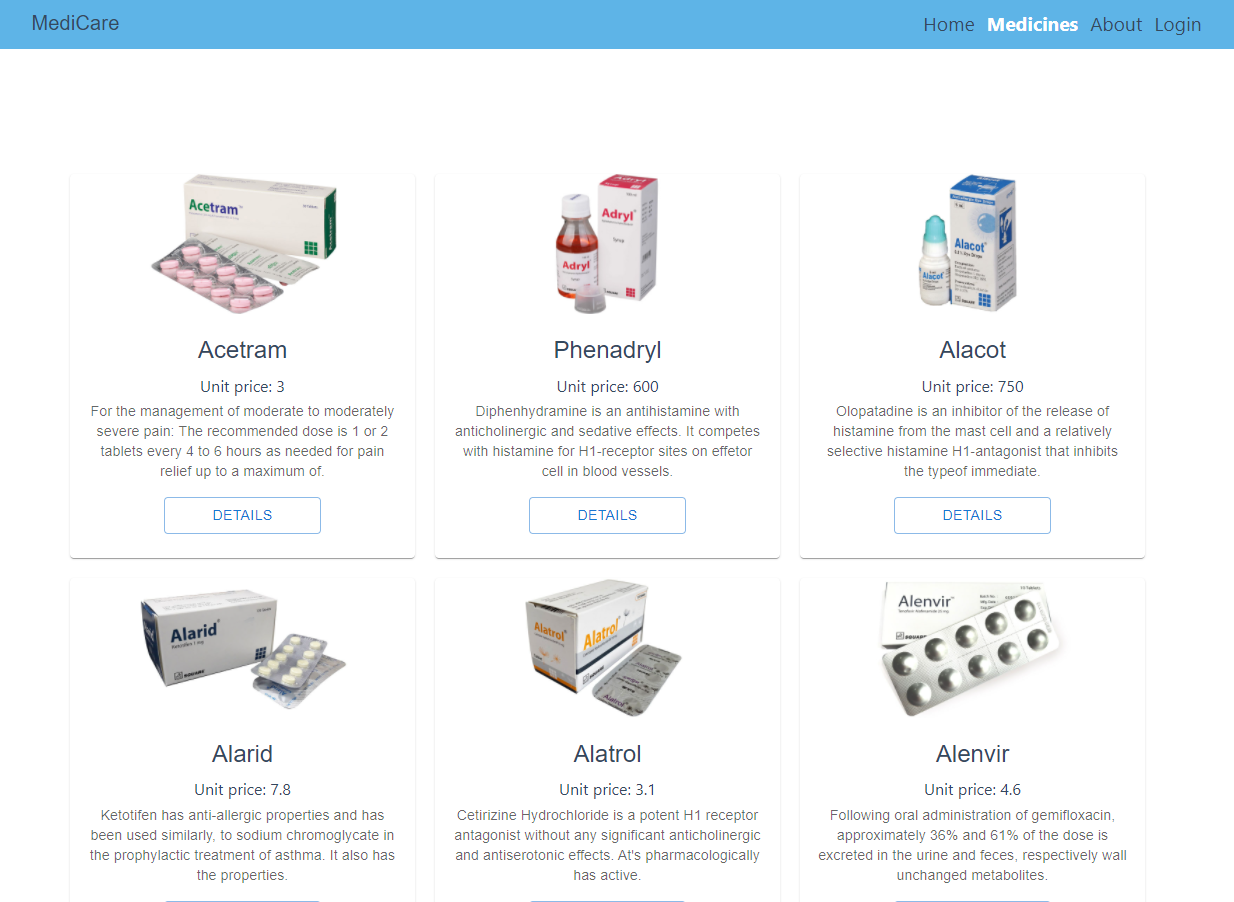 MediCare
Home Medicines About Login
Acetram
Adryl
Adryl
Alacot
Alacot
Acetram
Unit price: 3
For the management of moderate to moderately
severe pain: The recommended dose is 1 or 2
tablets every 4 to 6 hours as needed for pain
relief up to a maximum of.
DETAILS
Phenadryl
Unit price: 600
Diphenhydramine is an antihistamine with
anticholinergic and sedative effects. It competes
with histamine for H1-receptor sites on effetor
cell in blood vessels.
DETAILS
Alacot
Unit price: 750
Olopatadine is an inhibitor of the release of
histamine from the mast cell and a relatively
selective histamine H1-antagonist that inhibits
the typeof immediate.
DETAILS
Alarid
SQUARE
Alatrol
Alatrol
Alatrol
Alenvir
SQUARE
Alarid
Unit price: 7.8
Ketotifen has anti-allergic properties and has
been used similarly, to sodium chromoglycate in
the prophylactic treatment of asthma. It also has
the properties.
Alatrol
Unit price: 3.1
Cetirizine Hydrochloride is a potent H1 receptor
antagonist without any significant anticholinergic
and antiserotonic effects. At's pharmacologically
has active.
Alenvir
Unit price: 4.6
Following oral administration of gemifloxacin,
approximately 36% and 61% of the dose is
excreted in the urine and feces, respectively wall
unchanged metabolites.